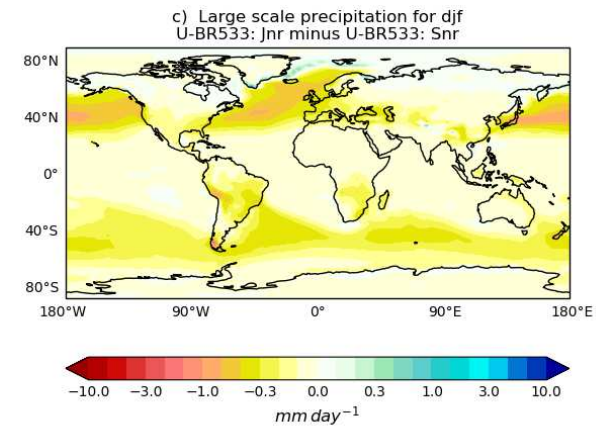 c)  Large scale precipitation for djf
U-BR533: Jnr minus U-BR533: Snr
80°N
40°N
0°
40°S
80°S
180°W 90°W 0° 90°E 180°E
−10.0 −3.0 −1.0 −0.3 0.0 0.3 1.0 3.0 10.0
mm day⁻¹